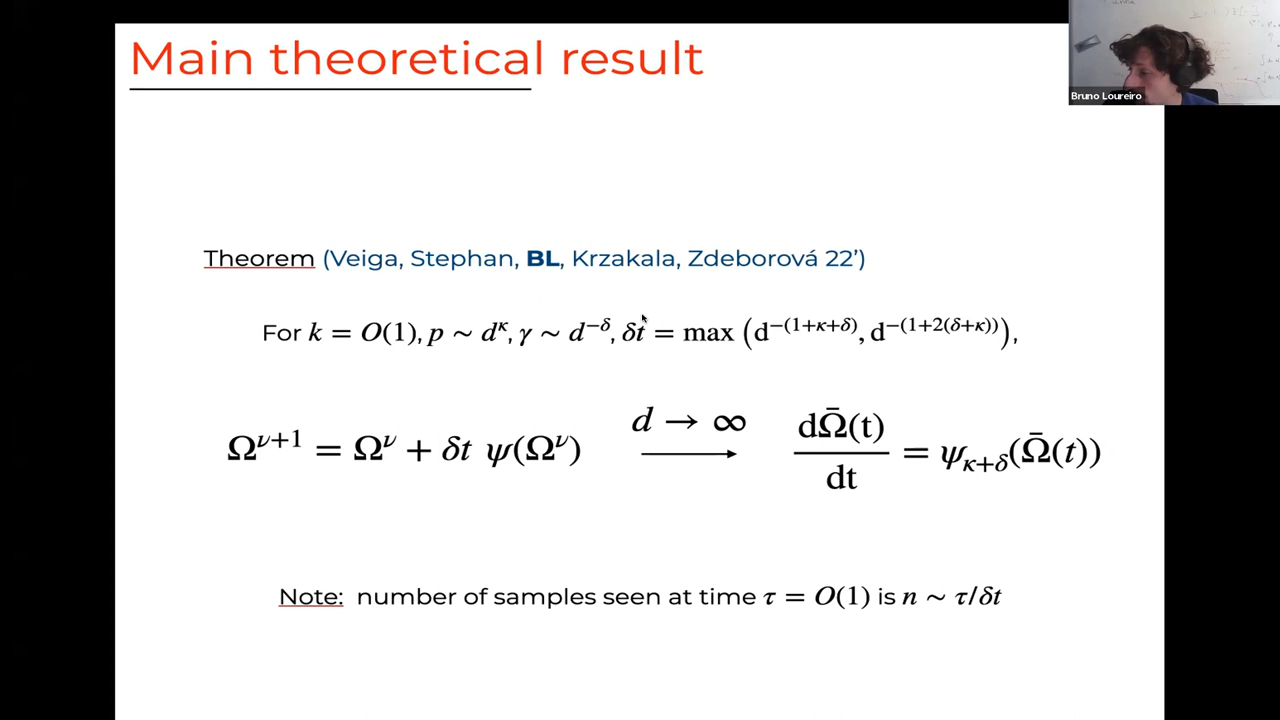 Main theoretical result
Bruno Loureiro
Theorem (Veiga, Stephan, BL, Krzakala, Zdeborová 22’)
For k = O(1), p ∼ d^κ, γ ∼ d^{−δ}, δt = max (d^{−(1+κ+δ)}, d^{−(1+2(δ+κ))}),
Ω^{ν+1} = Ω^ν + δt ψ(Ω^ν) d → ∞ dΩ̄(t)/dt = ψ_{κ+δ}(Ω̄(t))
Note: number of samples seen at time τ = O(1) is n ∼ τ/δt